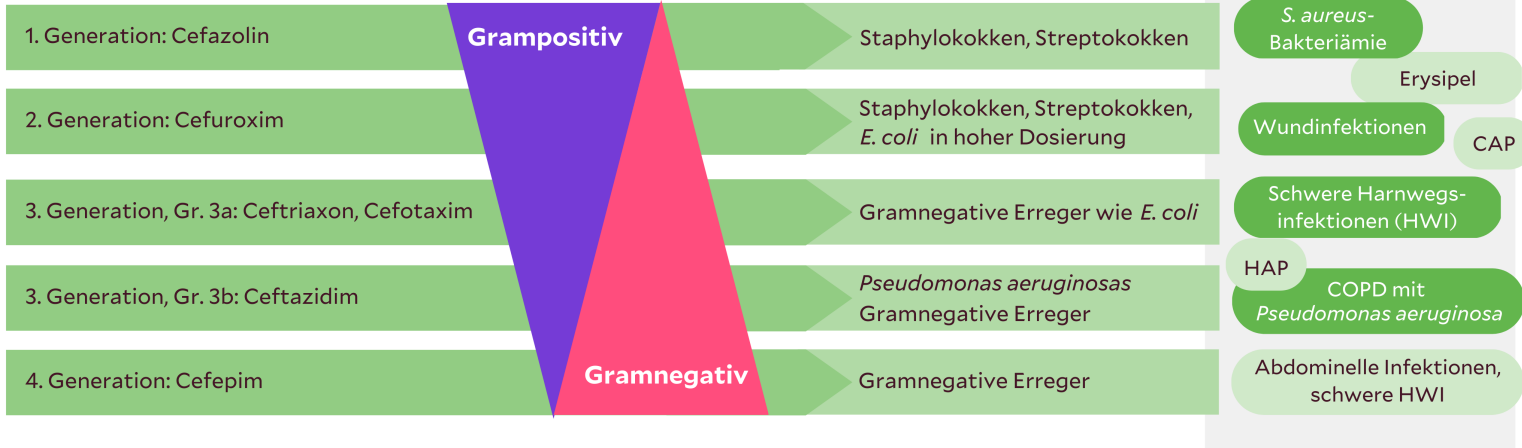 1. Generation: Cefazolin
Grampositiv
Staphylokokken, Streptokokken
S. aureus-
Bakteriämie
Erysipel
2. Generation: Cefuroxim
Staphylokokken, Streptokokken,
E. coli in hoher Dosierung
Wundinfektionen
CAP
3. Generation, Gr. 3a: Ceftriaxon, Cefotaxim
Gramnegative Erreger wie E. coli
Schwere Harnwegs-
infektionen (HWI)
HAP
3. Generation, Gr. 3b: Ceftazidim
Pseudomonas aeruginosas
Gramnegative Erreger
COPD mit
Pseudomonas aeruginosa
4. Generation: Cefepim
Gramnegativ
Gramnegative Erreger
Abdominelle Infektionen,
schwere HWI